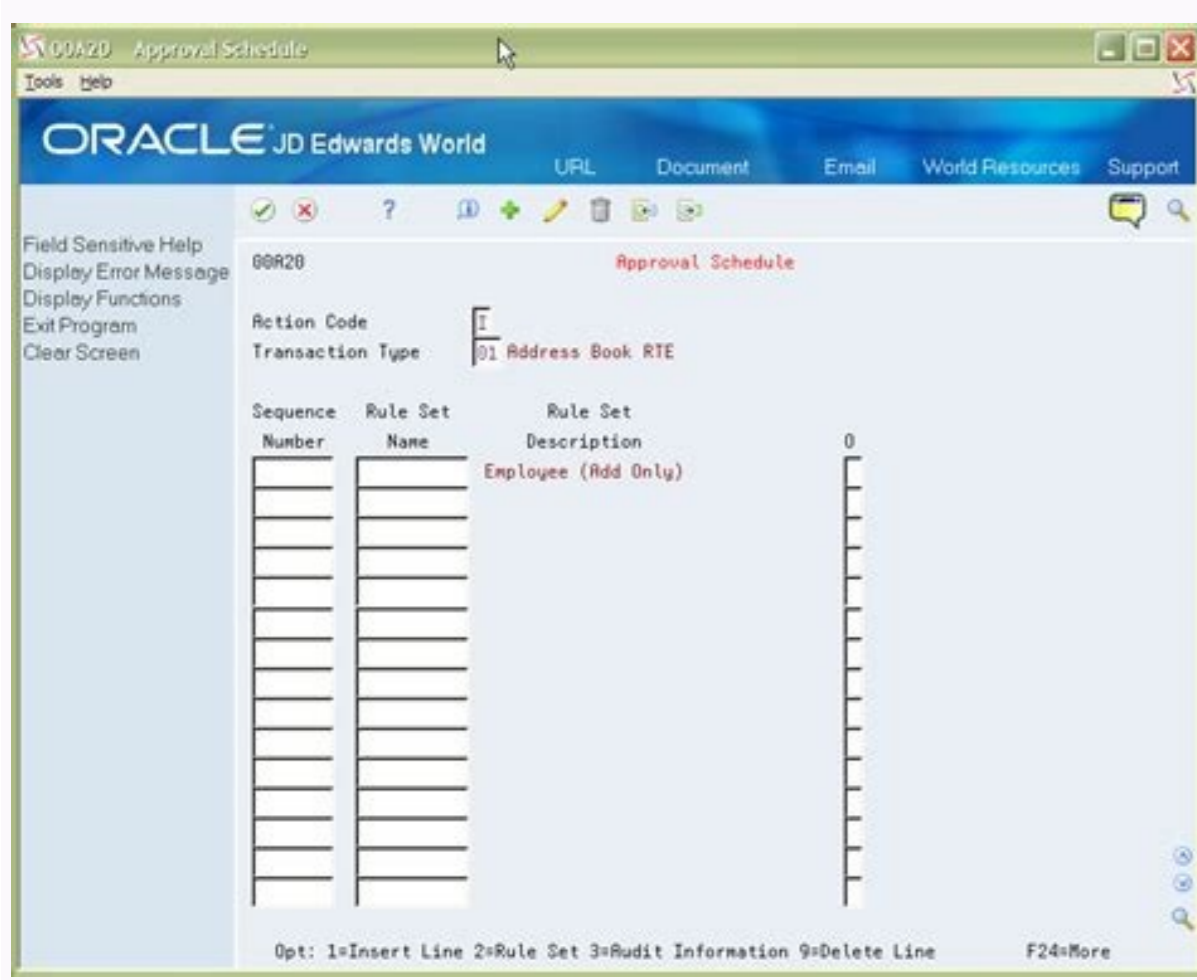 00A20 Approval Schedule
Tools Help
ORACLE JD Edwards World
URL Document Email World Resources Support
Field Sensitive Help
Display Error Message
Display Functions
Exit Program
Clear Screen
00A20 Approval Schedule
Action Code I
Transaction Type 01 Address Book RTE
Sequence Rule Set Rule Set
Number Name Description O
Employee (Add Only)
Opt: 1=Insert Line 2=Rule Set 3=Audit Information 9=Delete Line F24=More